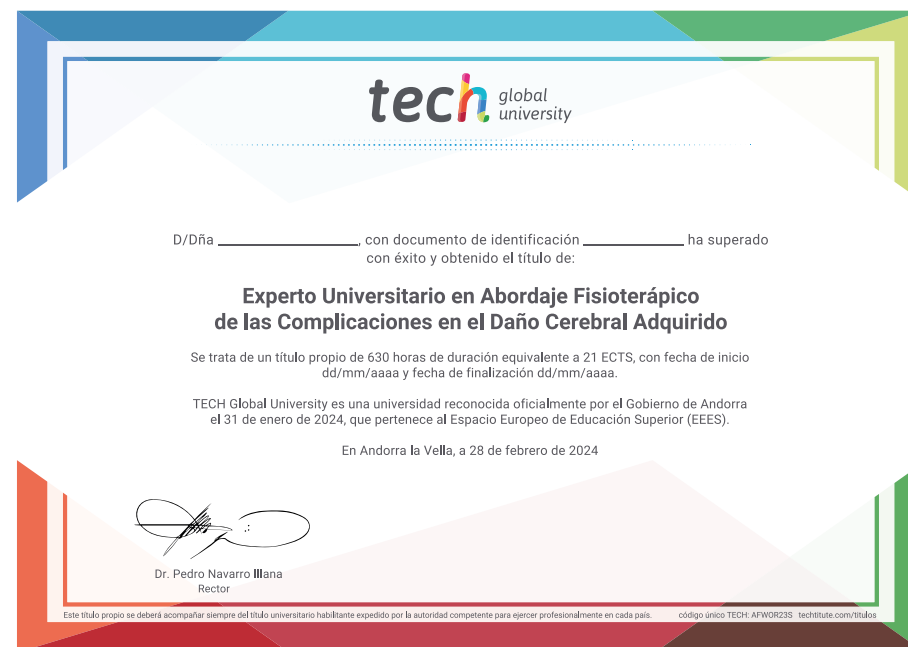 tech global university
D/Dña ____________________, con documento de identificación ______________ ha superado
con éxito y obtenido el título de:
Experto Universitario en Abordaje Fisioterápico
de las Complicaciones en el Daño Cerebral Adquirido
Se trata de un título propio de 630 horas de duración equivalente a 21 ECTS, con fecha de inicio
dd/mm/aaaa y fecha de finalización dd/mm/aaaa.
TECH Global University es una universidad reconocida oficialmente por el Gobierno de Andorra
el 31 de enero de 2024, que pertenece al Espacio Europeo de Educación Superior (EEES).
En Andorra la Vella, a 28 de febrero de 2024
Dr. Pedro Navarro Illana
Rector
Este título propio se deberá acompañar siempre del título universitario habilitante expedido por la autoridad competente para ejercer profesionalmente en cada país. código único TECH: AFWOR23S techtitute.com/titulos